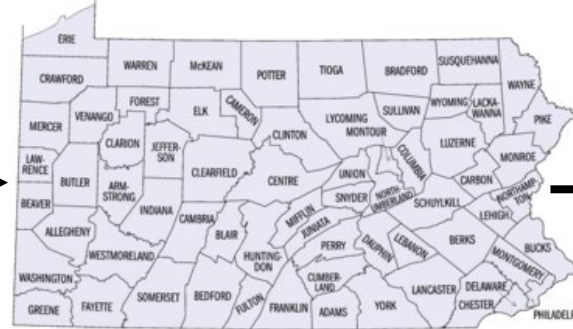 ERIE
CRAWFORD
WARREN
McKEAN
POTTER
TIOGA
BRADFORD
SUSQUEHANNA
WAYNE
WYOMING
LACKA-
WANNA
PIKE
MERCER
VENANGO
FOREST
ELK
CAMERON
CLINTON
LYCOMING
SULLIVAN
MONTOUR
COLUMBIA
LUZERNE
MONROE
LAW-
RENCE
BUTLER
CLARION
JEFFER-
SON
CLEARFIELD
CENTRE
UNION
SNYDER
NORTH
UMBERLAND
CARBON
NORTHAMP-
TON
BEAVER
ARM-
STRONG
INDIANA
CAMBRIA
BLAIR
MIFFLIN
JUNIATA
SCHUYLKILL
LEHIGH
ALLEGHENY
WESTMORELAND
HUNTING-
DON
PERRY
DAUPHIN
LEBANON
BERKS
BUCKS
MONTGOMERY
WASHINGTON
GREENE
FAYETTE
SOMERSET
BEDFORD
FULTON
FRANKLIN
CUMBER-
LAND
ADAMS
YORK
LANCASTER
DELAWARE
CHESTER
PHILADEL